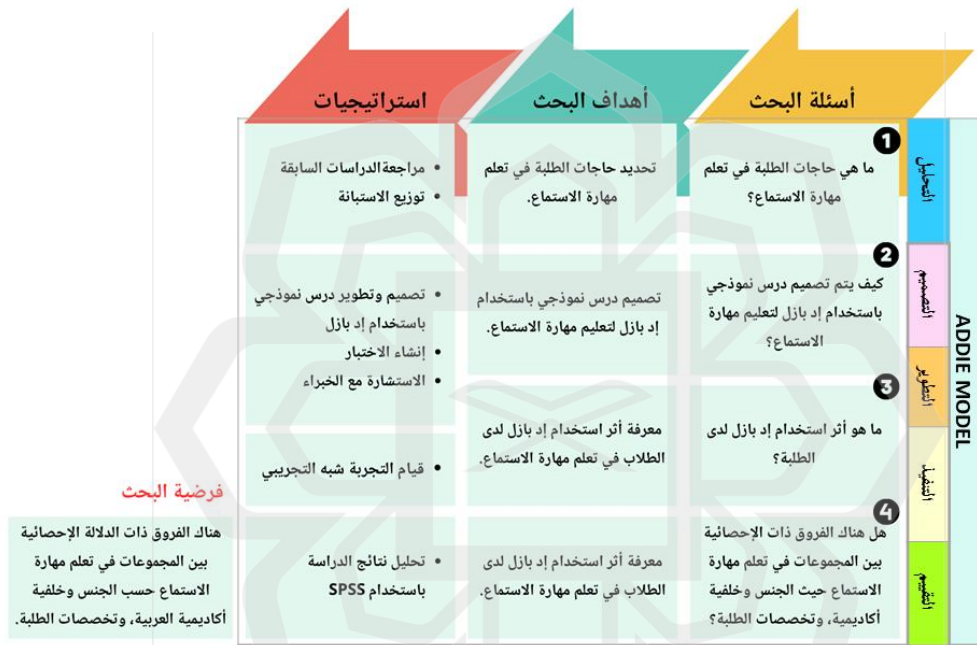 أسئلة البحث
أهداف البحث
استراتيجيات
ADDIE MODEL
التحليل
1
ما هي حاجات الطلبة في تعلم
مهارة الاستماع؟
تحديد حاجات الطلبة في تعلم
مهارة الاستماع.
• مراجعةالدراسات السابقة
• توزيع الاستبانة
التصميم
2
كيف يتم تصميم درس نموذجي
باستخدام إد بازل لتعليم مهارة
الاستماع؟
تصميم درس نموذجي باستخدام
إد بازل لتعليم مهارة الاستماع.
• تصميم وتطوير درس نموذجي
باستخدام إد بازل
• إنشاء الاختبار
• الاستشارة مع الخبراء
التطوير
3
ما هو أثر استخدام إد بازل لدى
الطلبة؟
معرفة أثر استخدام إد بازل لدى
الطلاب في تعلم مهارة الاستماع.
التنفيذ
• قيام التجربة شبه التجريبي
التقييم
4
هل هناك الفروق ذات الإحصائية
بين المجموعات في تعلم مهارة
الاستماع حيث الجنس وخلفية
أكاديمية، وتخصصات الطلبة؟
معرفة أثر استخدام إد بازل لدى
الطلاب في تعلم مهارة الاستماع.
• تحليل نتائج الدراسة
باستخدام SPSS
فرضية البحث
هناك الفروق ذات الدلالة الإحصائية
بين المجموعات في تعلم مهارة
الاستماع حسب الجنس وخلفية
أكاديمية العربية، وتخصصات الطلبة.